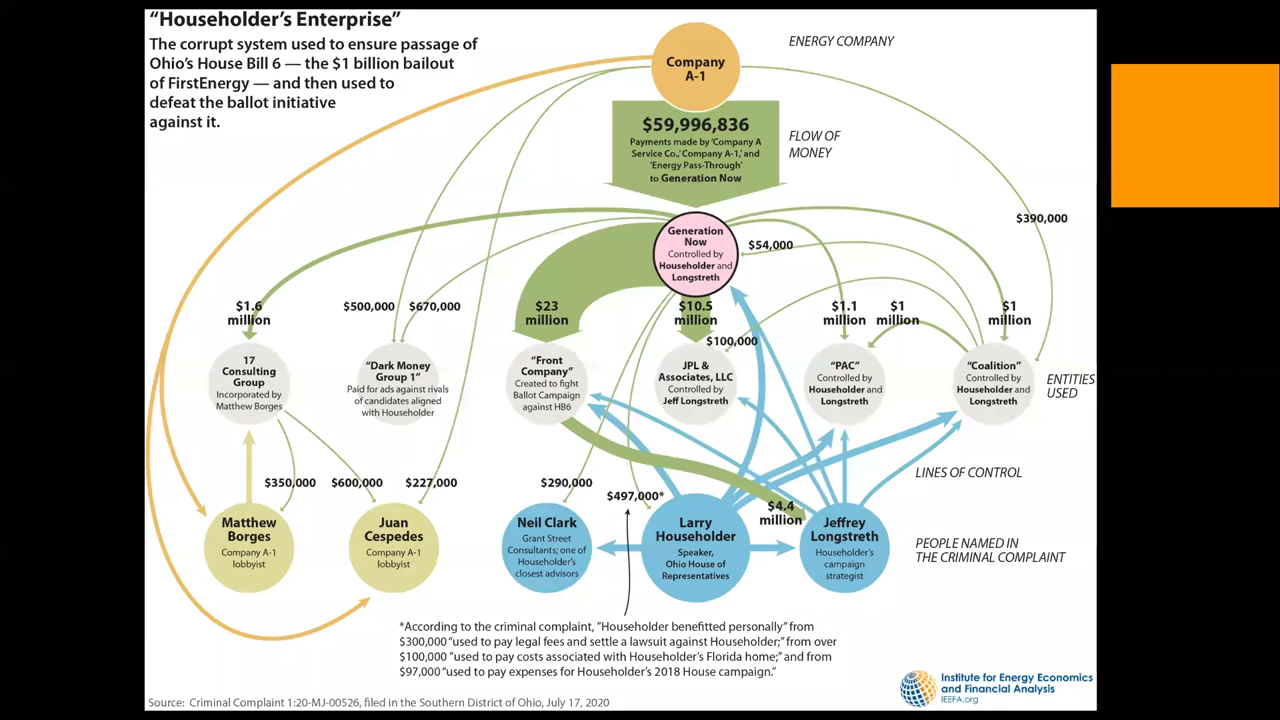 “Householder’s Enterprise”
The corrupt system used to ensure passage of
Ohio’s House Bill 6 — the $1 billion bailout
of FirstEnergy — and then used to
defeat the ballot initiative
against it.
Company
A-1
ENERGY COMPANY
$59,996,836
Payments made by ‘Company A
Service Co.,’ Company A-1,’ and
‘Energy Pass-Through’
to Generation Now
FLOW OF
MONEY
$390,000
Generation
Now
Controlled by
Householder and
Longstreth
$54,000
$1.6
million
$500,000
$670,000
$23
million
$10.5
million
$1.1
million
$1
million
$1
million
$100,000
17
Consulting
Group
Incorporated by
Matthew Borges
“Dark Money
Group 1”
Paid for ads against rivals
of candidates aligned
with Householder
“Front
Company”
Created to fight
Ballot Campaign
against HB6
JPL &
Associates, LLC
Controlled by
Jeff Longstreth
“PAC”
Controlled by
Householder and
Longstreth
“Coalition”
Controlled by
Householder and
Longstreth
ENTITIES
USED
LINES OF CONTROL
$350,000
$600,000
$227,000
$290,000
$497,000*
$4.4
million
Matthew
Borges
Company A-1
lobbyist
Juan
Cespedes
Company A-1
lobbyist
Neil Clark
Grant Street
Consultants; one of
Householder’s
closest advisors
Larry
Householder
Speaker,
Ohio House of
Representatives
Jeffrey
Longstreth
Householder’s
campaign
strategist
PEOPLE NAMED IN
THE CRIMINAL COMPLAINT
*According to the criminal complaint, ”Householder benefitted personally” from
$300,000 “used to pay legal fees and settle a lawsuit against Householder;” from over
$100,000 ”used to pay costs associated with Householder’s Florida home;” and from
$97,000 “used to pay expenses for Householder’s 2018 House campaign.”
Source: Criminal Complaint 1:20-MJ-00526, filed in the Southern District of Ohio, July 17, 2020
Institute for Energy Economics
and Financial Analysis
IEEFA.org